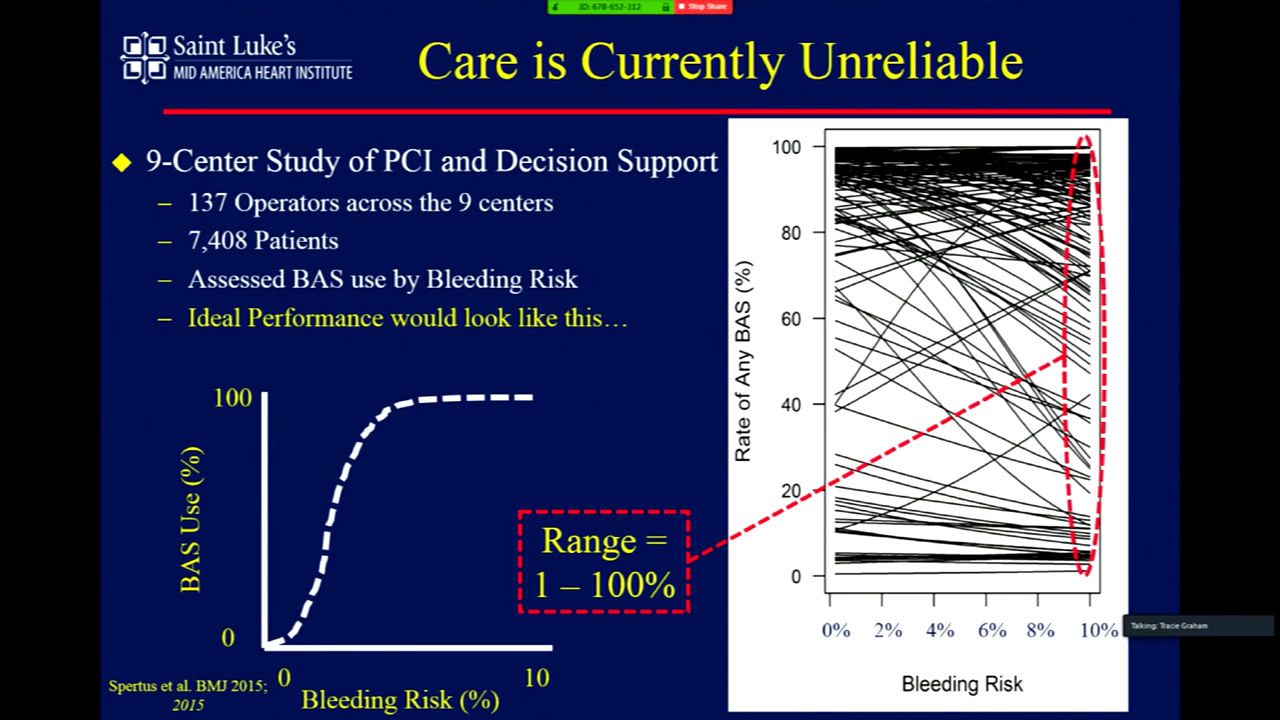 ID: 678-652-312
Stop Share
Saint Luke's
MID AMERICA HEART INSTITUTE
Care is Currently Unreliable
9-Center Study of PCI and Decision Support
– 137 Operators across the 9 centers
– 7,408 Patients
– Assessed BAS use by Bleeding Risk
– Ideal Performance would look like this…
100
BAS Use (%)
0
0
10
Bleeding Risk (%)
Spertus et al. BMJ 2015;
2015
Range =
1 – 100%
Rate of Any BAS (%)
100
80
60
40
20
0
0% 2% 4% 6% 8% 10%
Bleeding Risk
Talking: Tracie Graham